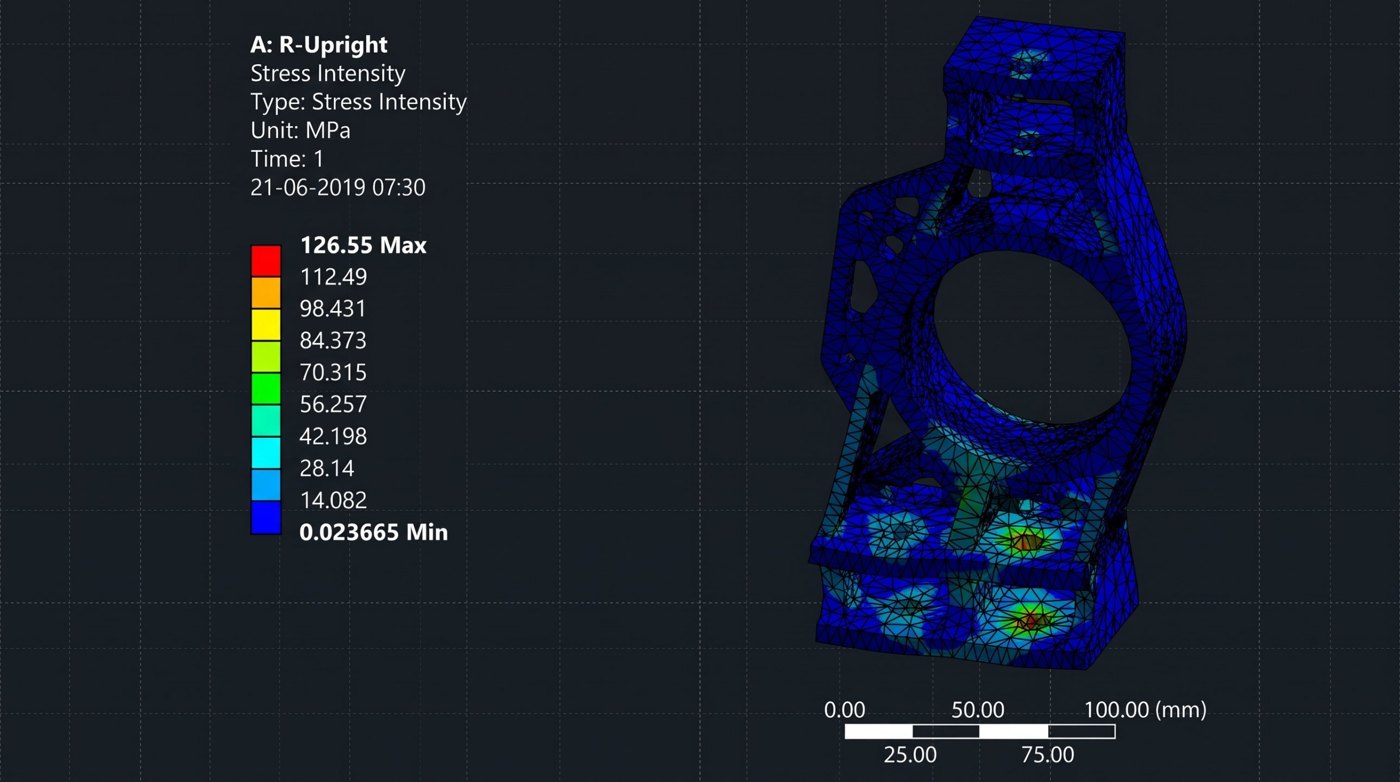 A: R-Upright
Stress Intensity
Type: Stress Intensity
Unit: MPa
Time: 1
21-06-2019 07:30
126.55 Max
112.49
98.431
84.373
70.315
56.257
42.198
28.14
14.082
0.023665 Min
0.00 50.00 100.00 (mm)
25.00 75.00